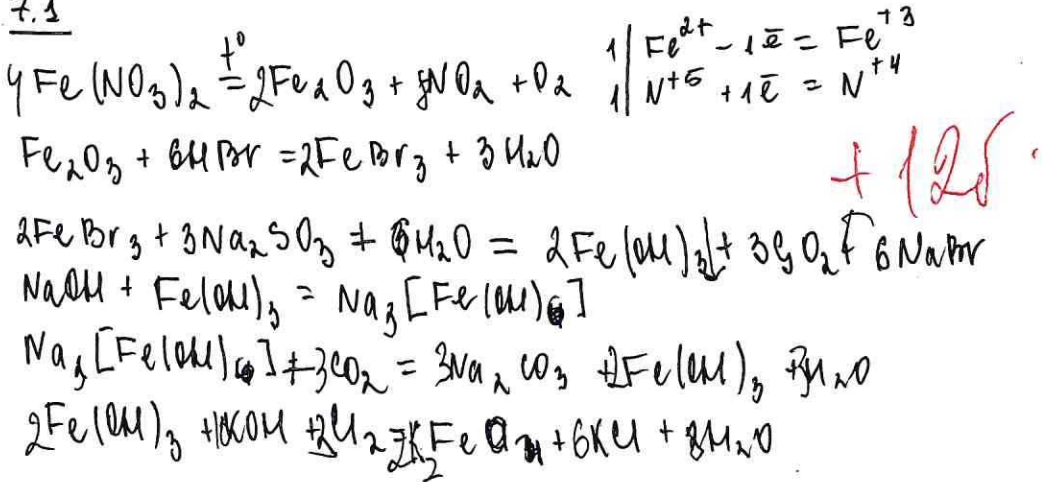 7.1
4Fe(NO₃)₂ =t⁰ 2Fe₂O₃ + 8NO₂ + O₂
1| Fe²⁺ - 1ē = Fe⁺³
1| N⁺⁵ + 1ē = N⁺⁴
Fe₂O₃ + 6HBr = 2FeBr₃ + 3H₂O
+ 12б
2FeBr₃ + 3Na₂SO₃ + 6H₂O = 2Fe(OH)₃↓ + 3SO₂↑ 6NaBr
NaOH + Fe(OH)₃ = Na₃[Fe(OH)₆]
Na₃[Fe(OH)₆] + 3CO₂ = 3Na₂CO₃ + 2Fe(OH)₃ + 3H₂O
2Fe(OH)₃ + 10KOH + 3Cl₂ = 2K₂FeO₄ + 6KCl + 8H₂O